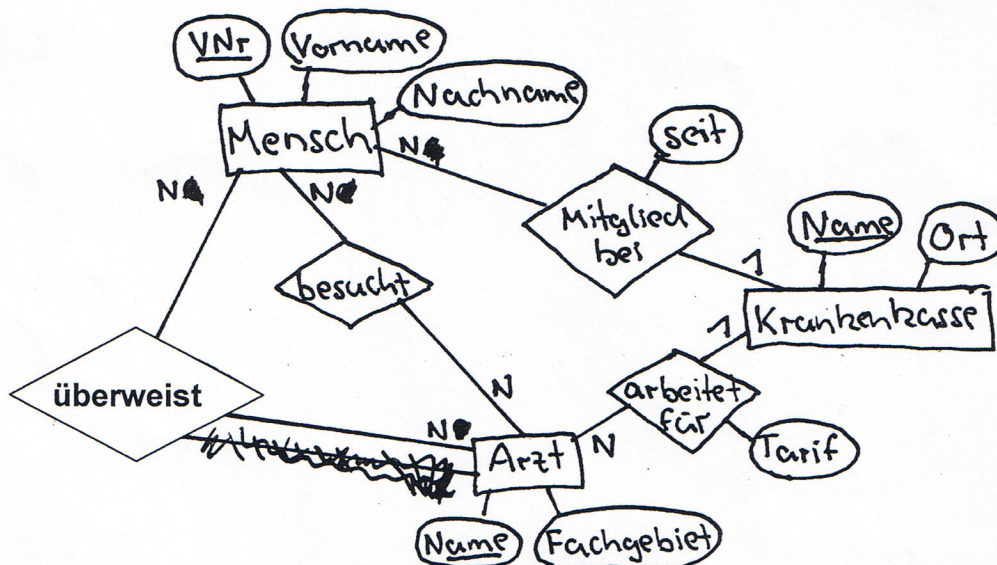 VNr
Vorname
Nachname
Mensch
N
seit
N
N
Mitglied
bei
Name
Ort
1
besucht
Krankenkasse
1
überweist
arbeitet
für
N
N
N
Arzt
Tarif
Name
Fachgebiet